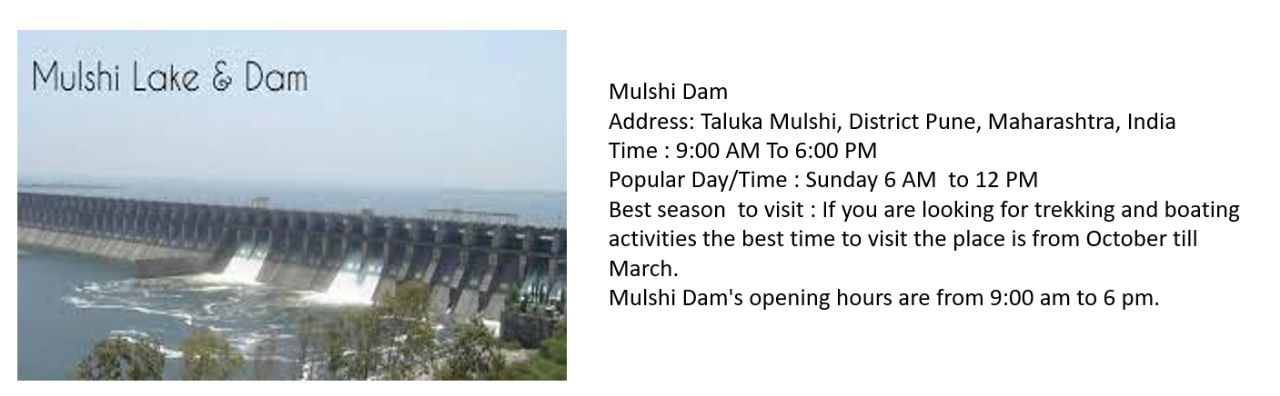 Mulshi Lake & Dam
Mulshi Dam
Address: Taluka Mulshi, District Pune, Maharashtra, India
Time : 9:00 AM To 6:00 PM
Popular Day/Time : Sunday 6 AM  to 12 PM
Best season  to visit : If you are looking for trekking and boating
activities the best time to visit the place is from October till
March.
Mulshi Dam's opening hours are from 9:00 am to 6 pm.